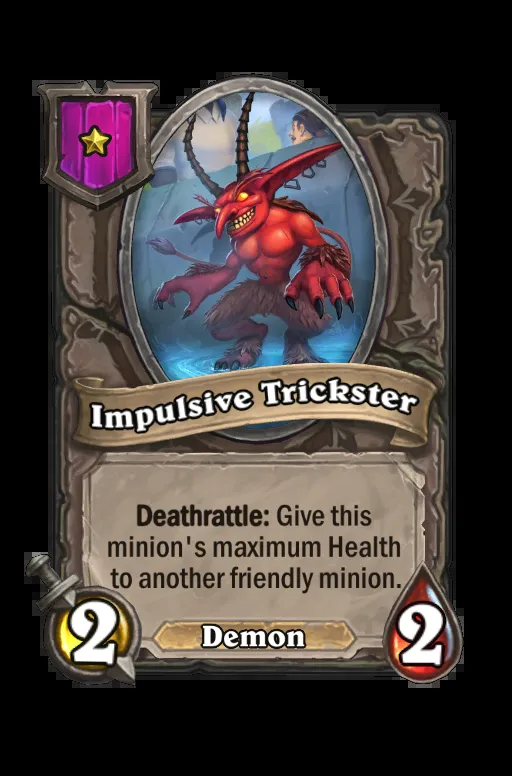 Impulsive Trickster
Deathrattle: Give this
minion's maximum Health
to another friendly minion.
2
Demon
2